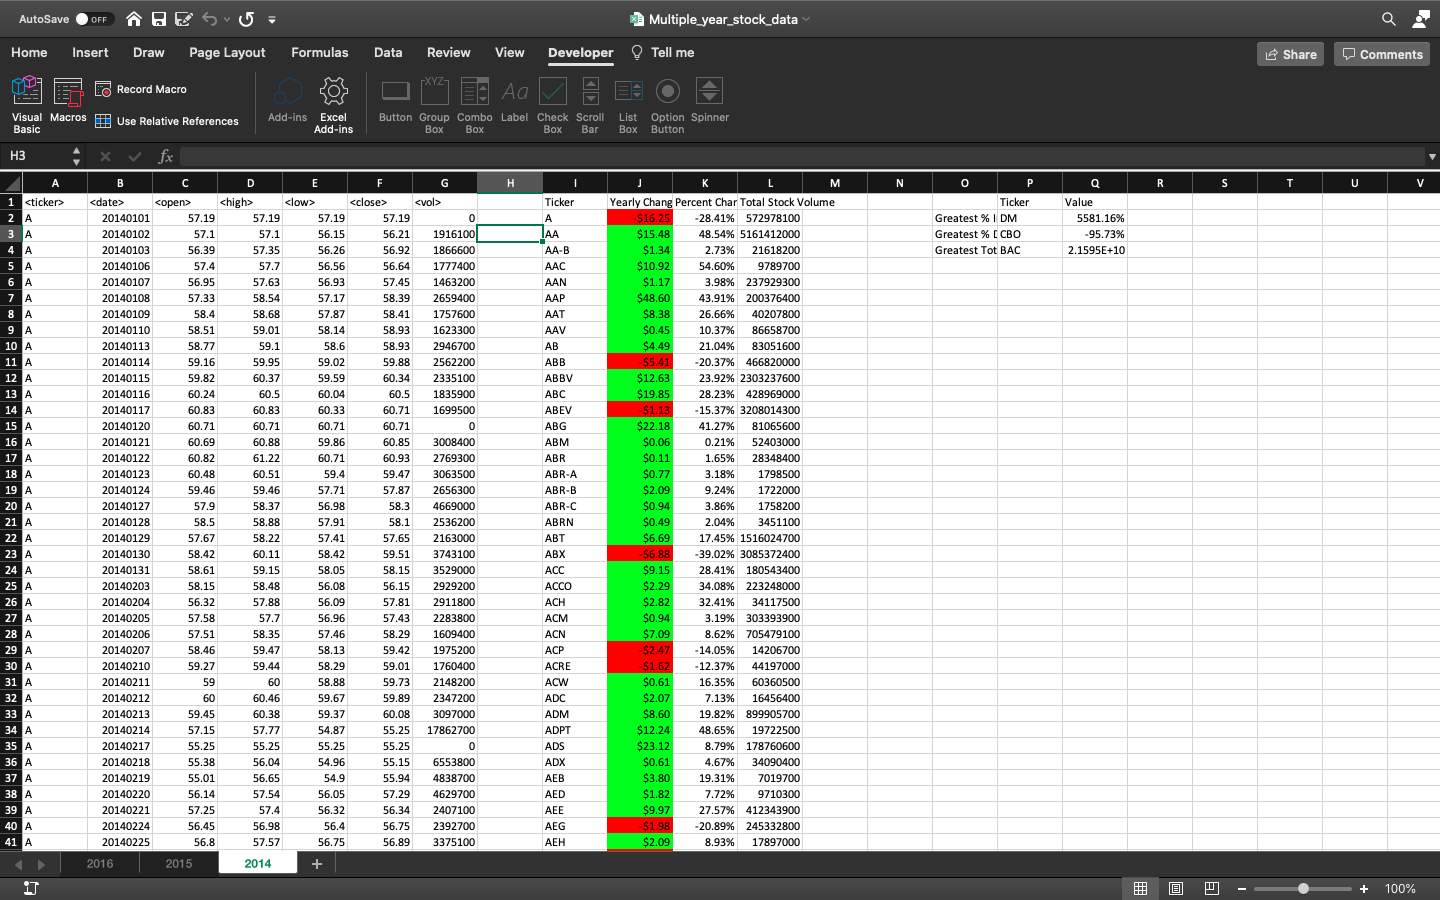 AutoSave OFF Multiple_year_stock_data
Home Insert Draw Page Layout Formulas Data Review View Developer Tell me Share Comments
Visual Basic Macros Record Macro Use Relative References Add-ins Excel Add-ins Button Group Box Combo Box Label Check Box Scroll Bar List Box Option Button Spinner
H3 fx
A B C D E F G H I J K L M N O P Q R S T U V
1 <ticker> <date> <open> <high> <low> <close> <vol> Ticker Yearly Chang Percent Char Total Stock Volume Ticker Value
2 A 20140101 57.19 57.19 57.19 57.19 0 A -$16.25 -28.41% 572978100 Greatest % I DM 5581.16%
3 A 20140102 57.1 57.1 56.15 56.21 1916100 AA $15.48 48.54% 5161412000 Greatest % D CBO -95.73%
4 A 20140103 56.39 57.35 56.26 56.92 1866600 AA-B $1.34 2.73% 21618200 Greatest Tot BAC 2.1595E+10
5 A 20140106 57.4 57.7 56.56 56.64 1777400 AAC $10.92 54.60% 9789700
6 A 20140107 56.95 57.63 56.93 57.45 1463200 AAN $1.17 3.98% 237929300
7 A 20140108 57.33 58.54 57.17 58.39 2659400 AAP $48.60 43.91% 200376400
8 A 20140109 58.4 58.68 57.87 58.41 1757600 AAT $8.38 26.66% 40207800
9 A 20140110 58.51 59.01 58.14 58.93 1623300 AAV $0.45 10.37% 86658700
10 A 20140113 58.77 59.1 58.6 58.93 2946700 AB $4.49 21.04% 83051600
11 A 20140114 59.16 59.95 59.02 59.88 2562200 ABB -$5.41 -20.37% 466820000
12 A 20140115 59.82 60.37 59.59 60.34 2335100 ABBV $12.63 23.92% 2303237600
13 A 20140116 60.24 60.5 60.04 60.5 1835900 ABC $19.85 28.23% 428969000
14 A 20140117 60.83 60.83 60.33 60.71 1699500 ABEV -$1.13 -15.37% 3208014300
15 A 20140120 60.71 60.71 60.71 60.71 0 ABG $22.18 41.27% 81065600
16 A 20140121 60.69 60.88 59.86 60.85 3008400 ABM $0.06 0.21% 52403000
17 A 20140122 60.82 61.22 60.71 60.93 2769300 ABR $0.11 1.65% 28348400
18 A 20140123 60.48 60.51 59.4 59.47 3063500 ABR-A $0.77 3.18% 1798500
19 A 20140124 59.46 59.46 57.71 57.87 2656300 ABR-B $2.09 9.24% 1722000
20 A 20140127 57.9 58.37 56.98 58.3 4669000 ABR-C $0.94 3.86% 1758200
21 A 20140128 58.5 58.88 57.91 58.1 2536200 ABRN $0.49 2.04% 3451100
22 A 20140129 57.67 58.22 57.41 57.65 2163000 ABT $6.69 17.45% 1516024700
23 A 20140130 58.42 60.11 58.42 59.51 3743100 ABX -$6.88 -39.02% 3085372400
24 A 20140131 58.61 59.15 58.05 58.15 3529000 ACC $9.15 28.41% 180543400
25 A 20140203 58.15 58.48 56.08 56.15 2929200 ACCO $2.29 34.08% 223248000
26 A 20140204 56.32 57.88 56.09 57.81 2911800 ACH $2.82 32.41% 34117500
27 A 20140205 57.58 57.7 56.96 57.43 2283800 ACM $0.94 3.19% 303393900
28 A 20140206 57.51 58.35 57.46 58.29 1609400 ACN $7.09 8.62% 705479100
29 A 20140207 58.46 59.47 58.13 59.42 1975200 ACP -$2.47 -14.05% 14206700
30 A 20140210 59.27 59.44 58.29 59.01 1760400 ACRE -$1.62 -12.37% 44197000
31 A 20140211 59 60 58.88 59.73 2148200 ACW $0.61 16.35% 60360500
32 A 20140212 60 60.46 59.67 59.89 2347200 ADC $2.07 7.13% 16456400
33 A 20140213 59.45 60.38 59.37 60.08 3097000 ADM $8.60 19.82% 899905700
34 A 20140214 57.15 57.77 54.87 55.25 17862700 ADPT $12.24 48.65% 19722500
35 A 20140217 55.25 55.25 55.25 55.25 0 ADS $23.12 8.79% 178760600
36 A 20140218 55.38 56.04 54.96 55.15 6553800 ADX $0.61 4.67% 34090400
37 A 20140219 55.01 56.65 54.9 55.94 4838700 AEB $3.80 19.31% 7019700
38 A 20140220 56.14 57.54 56.05 57.29 4629700 AED $1.82 7.72% 9710300
39 A 20140221 57.25 57.4 56.32 56.34 2407100 AEE $9.97 27.57% 412343900
40 A 20140224 56.45 56.98 56.4 56.75 2392700 AEG -$1.98 -20.89% 245332800
41 A 20140225 56.8 57.57 56.75 56.89 3375100 AEH $2.09 8.93% 17897000
2016 2015 2014
100%